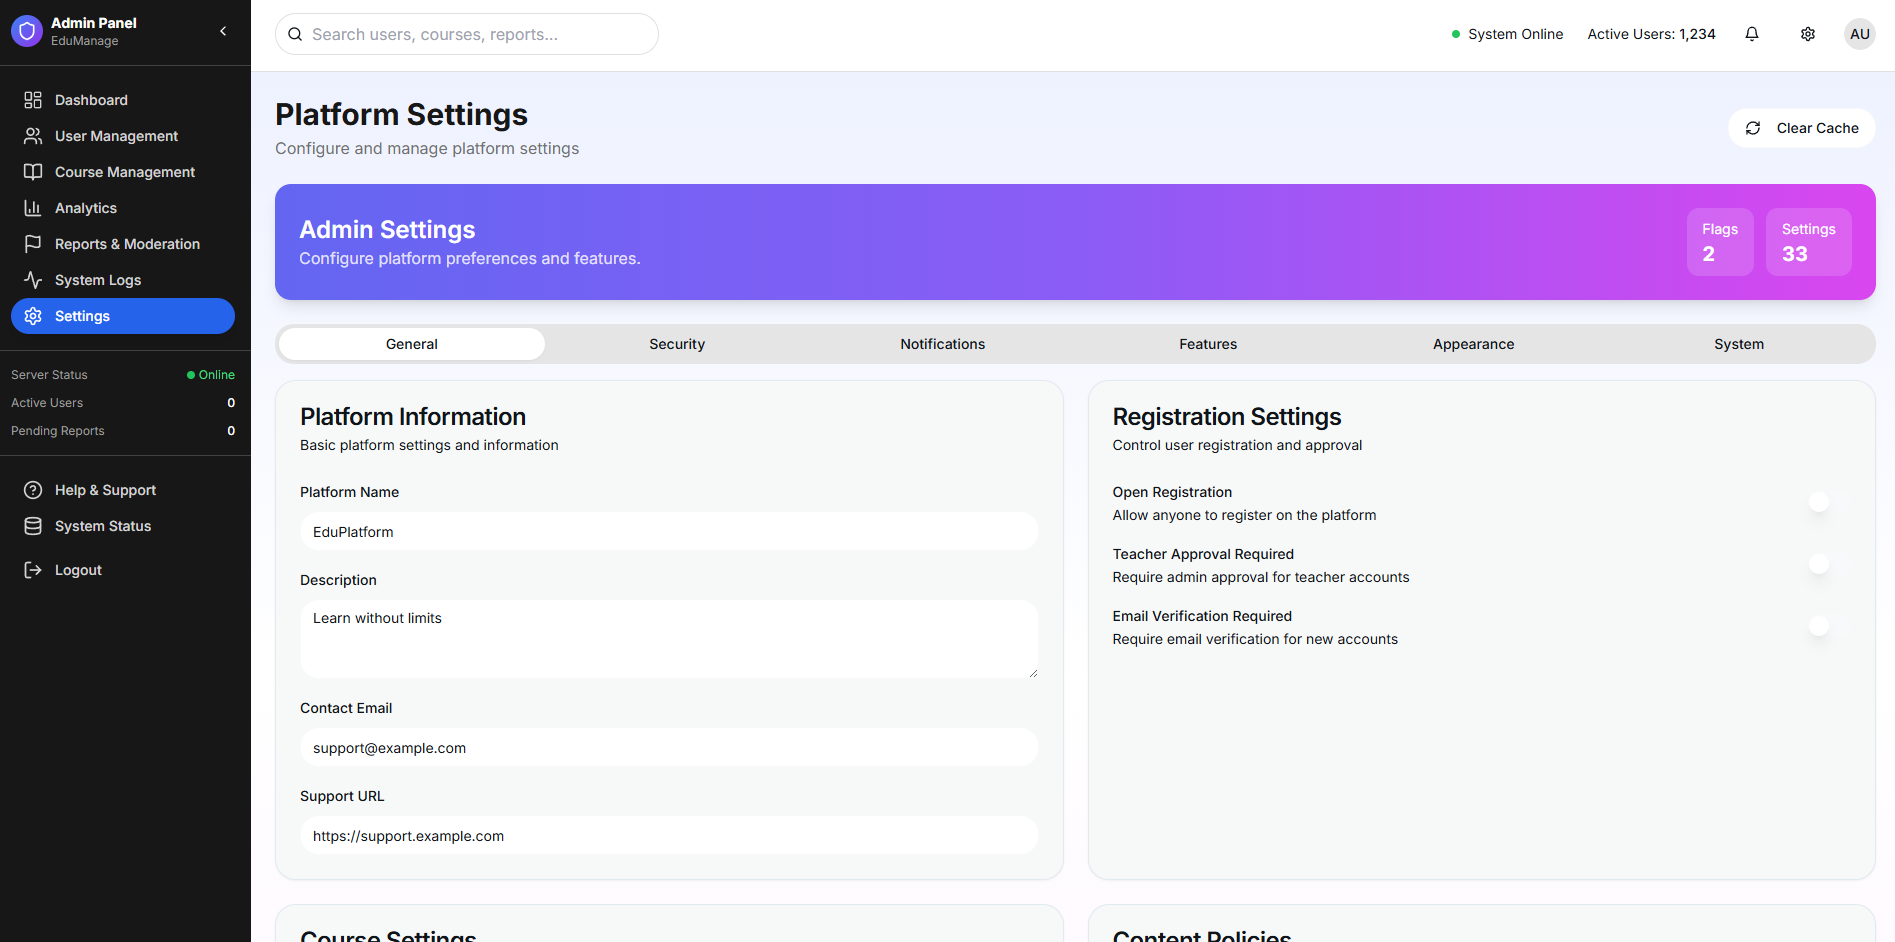 Admin Panel
EduManage
Dashboard
User Management
Course Management
Analytics
Reports & Moderation
System Logs
Settings
Server Status
Online
Active Users
0
Pending Reports
0
Help & Support
System Status
Logout
Search users, courses, reports...
System Online
Active Users: 1,234
AU
Platform Settings
Configure and manage platform settings
Clear Cache
Admin Settings
Configure platform preferences and features.
Flags
2
Settings
33
General
Security
Notifications
Features
Appearance
System
Platform Information
Basic platform settings and information
Platform Name
EduPlatform
Description
Learn without limits
Contact Email
support@example.com
Support URL
https://support.example.com
Registration Settings
Control user registration and approval
Open Registration
Allow anyone to register on the platform
Teacher Approval Required
Require admin approval for teacher accounts
Email Verification Required
Require email verification for new accounts
Course Settings
Content Policies